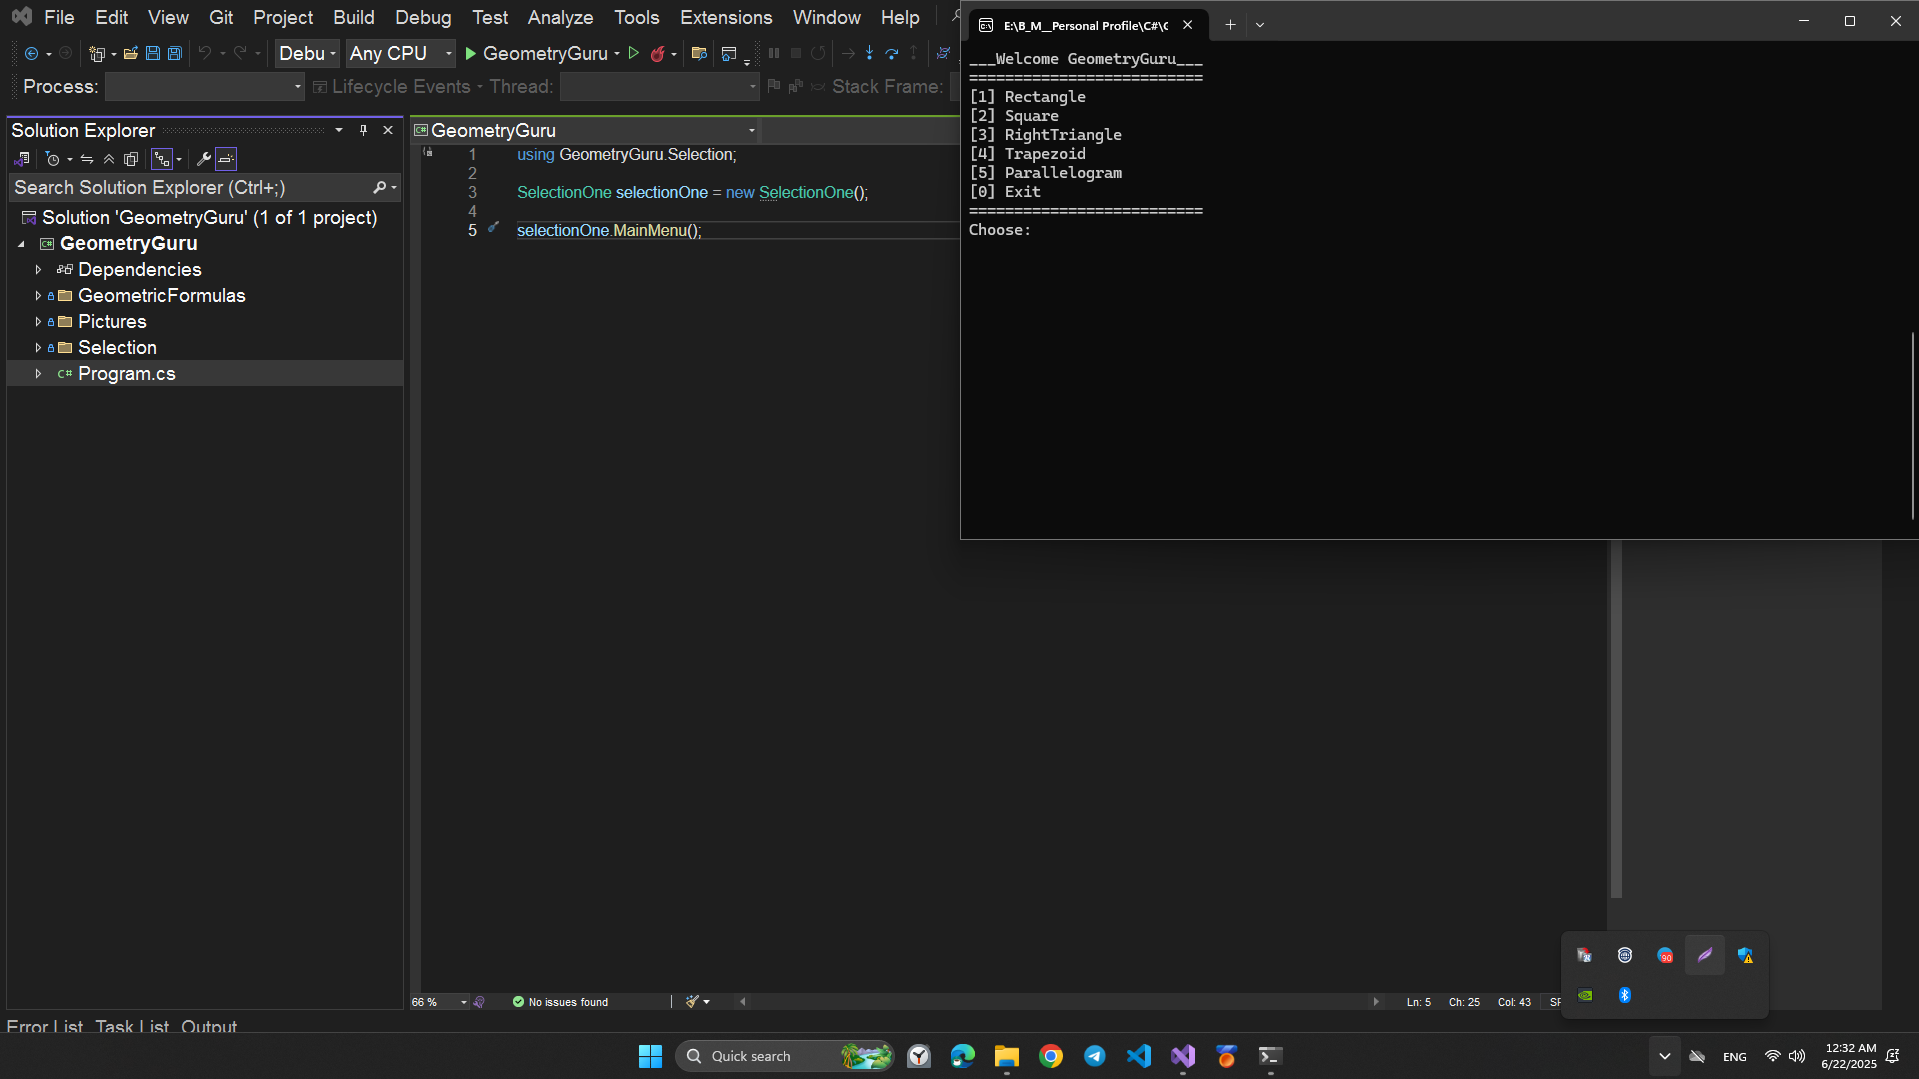 File Edit View Git Project Build Debug Test Analyze Tools Extensions Window Help
Debu Any CPU GeometryGuru
Process: Lifecycle Events Thread: Stack Frame:
Solution Explorer
Search Solution Explorer (Ctrl+;)
Solution 'GeometryGuru' (1 of 1 project)
GeometryGuru
Dependencies
GeometricFormulas
Pictures
Selection
Program.cs
GeometryGuru
1 using GeometryGuru.Selection;
2
3 SelectionOne selectionOne = new SelectionOne();
4
5 selectionOne.MainMenu();
66 % No issues found Ln: 5 Ch: 25 Col: 43
Error List Task List Output
E:\B_M__Personal Profile\C#\
___Welcome GeometryGuru___
==========================
[1] Rectangle
[2] Square
[3] RightTriangle
[4] Trapezoid
[5] Parallelogram
[0] Exit
==========================
Choose:
90
Quick search
ENG
12:32 AM
6/22/2025